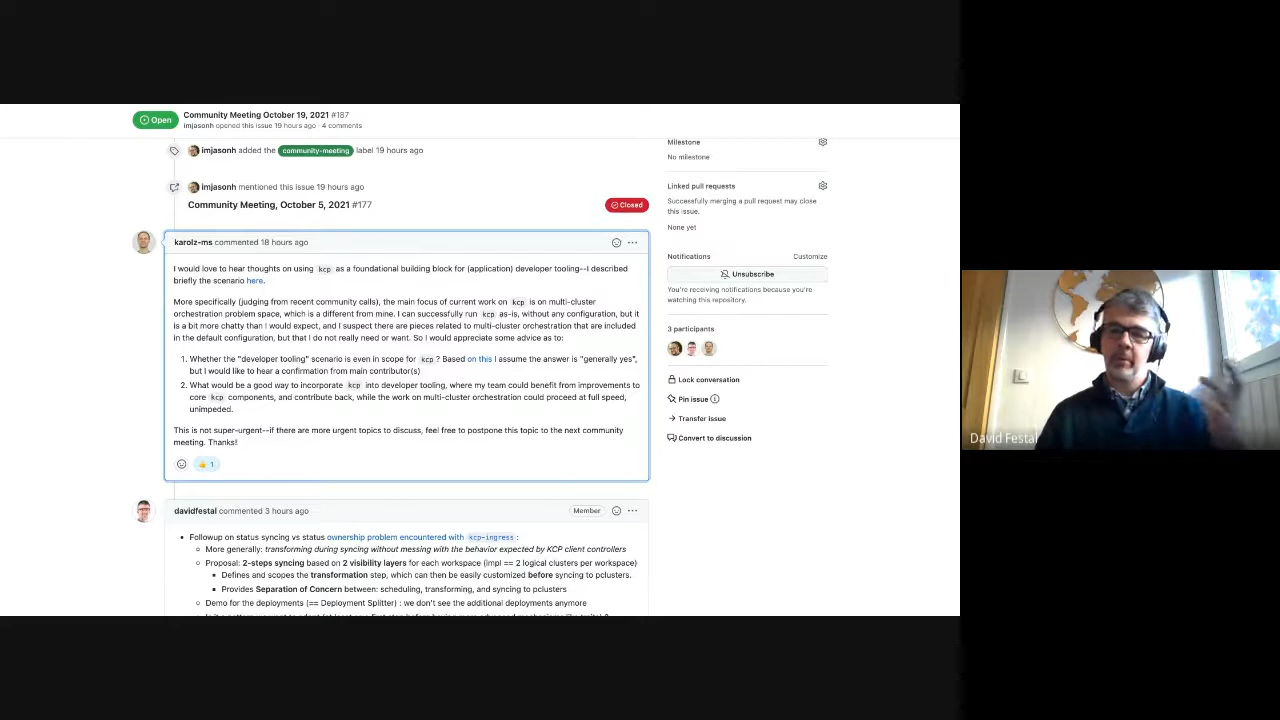 Open
Community Meeting October 19, 2021 #187
imjasonh opened this issue 19 hours ago · 4 comments
imjasonh added the community-meeting label 19 hours ago
imjasonh mentioned this issue 19 hours ago
Community Meeting, October 5, 2021 #177
Closed
karolz-ms commented 18 hours ago
I would love to hear thoughts on using kcp as a foundational building block for (application) developer tooling--I described
briefly the scenario here.
More specifically (judging from recent community calls), the main focus of current work on kcp is on multi-cluster
orchestration problem space, which is a different from mine. I can successfully run kcp as-is, without any configuration, but it
is a bit more chatty than I would expect, and I suspect there are pieces related to multi-cluster orchestration that are included
in the default configuration, but that I do not really need or want. So I would appreciate some advice as to:
1. Whether the "developer tooling" scenario is even in scope for kcp? Based on this I assume the answer is "generally yes",
but I would like to hear a confirmation from main contributor(s)
2. What would be a good way to incorporate kcp into developer tooling, where my team could benefit from improvements to
core kcp components, and contribute back, while the work on multi-cluster orchestration could proceed at full speed,
unimpeded.
This is not super-urgent--if there are more urgent topics to discuss, feel free to postpone this topic to the next community
meeting. Thanks!
1
davidfestal commented 3 hours ago
Member
Followup on status syncing vs status ownership problem encountered with kcp-ingress :
More generally: transforming during syncing without messing with the behavior expected by KCP client controllers
Proposal: 2-steps syncing based on 2 visibility layers for each workspace (impl == 2 logical clusters per workspace)
Defines and scopes the transformation step, which can then be easily customized before syncing to pclusters.
Provides Separation of Concern between: scheduling, transforming, and syncing to pclusters
Demo for the deployments (== Deployment Splitter) : we don't see the additional deployments anymore
Milestone
No milestone
Linked pull requests
Successfully merging a pull request may close
this issue.
None yet
Notifications
Customize
Unsubscribe
You're receiving notifications because you're
watching this repository.
3 participants
Lock conversation
Pin issue
Transfer issue
Convert to discussion
David Festal